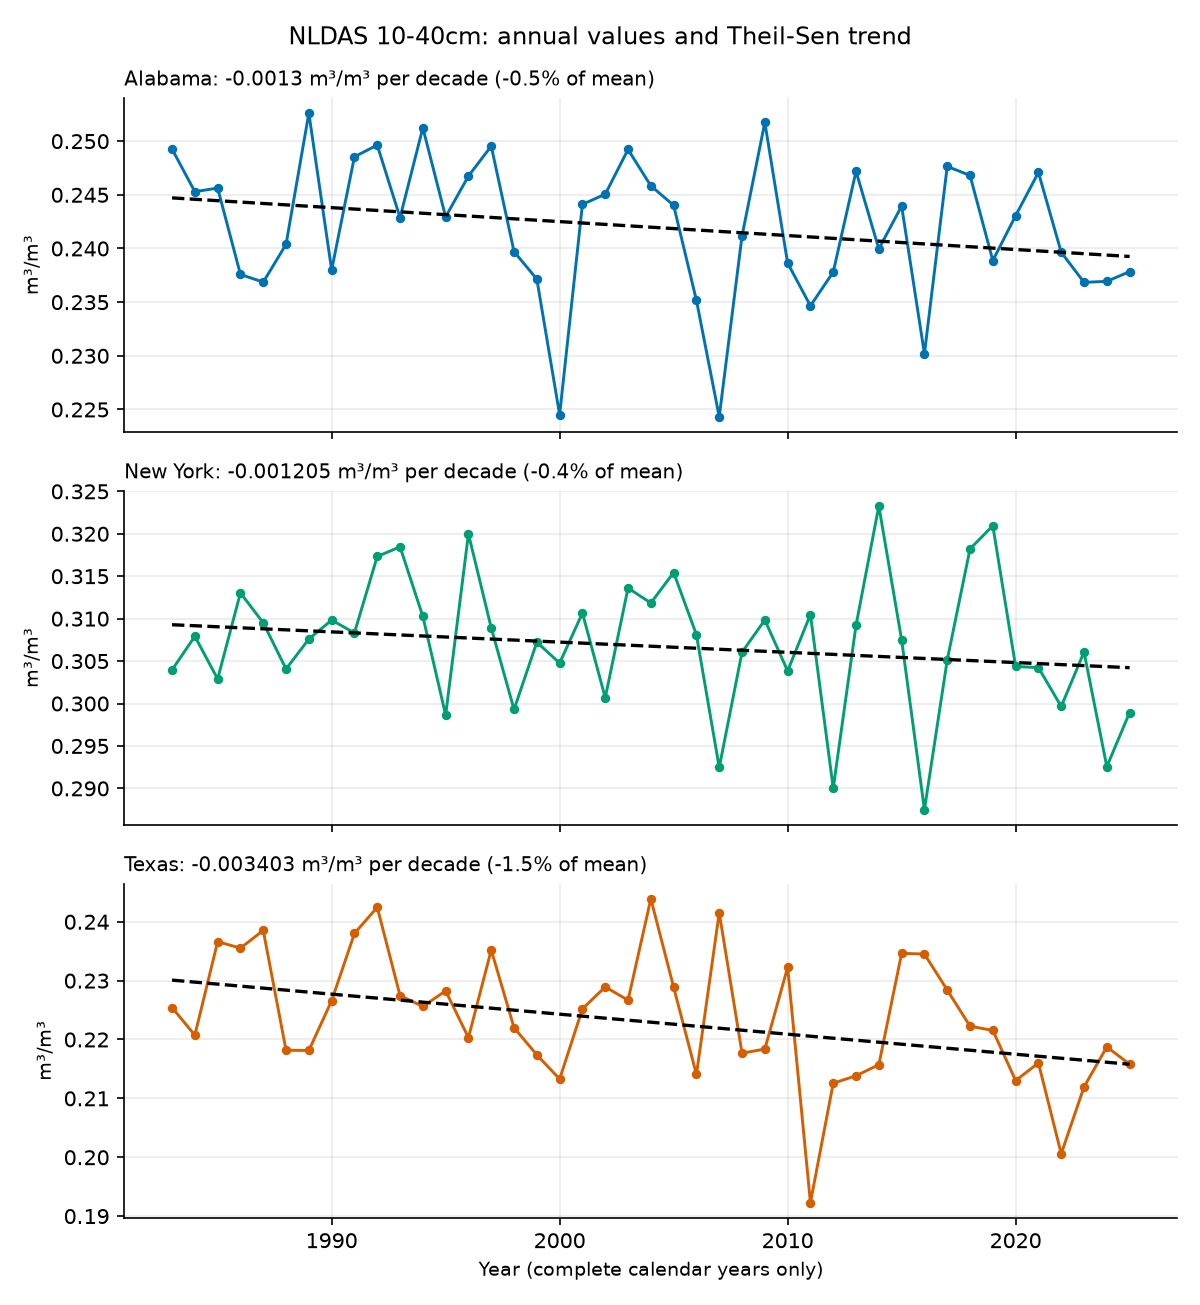 NLDAS 10-40cm: annual values and Theil-Sen trend
Alabama: -0.0013 m³/m³ per decade (-0.5% of mean)
0.250
0.245
0.240
0.235
0.230
0.225
m³/m³
New York: -0.001205 m³/m³ per decade (-0.4% of mean)
0.325
0.320
0.315
0.310
0.305
0.300
0.295
0.290
m³/m³
Texas: -0.003403 m³/m³ per decade (-1.5% of mean)
0.24
0.23
0.22
0.21
0.20
0.19
m³/m³
1990 2000 2010 2020
Year (complete calendar years only)